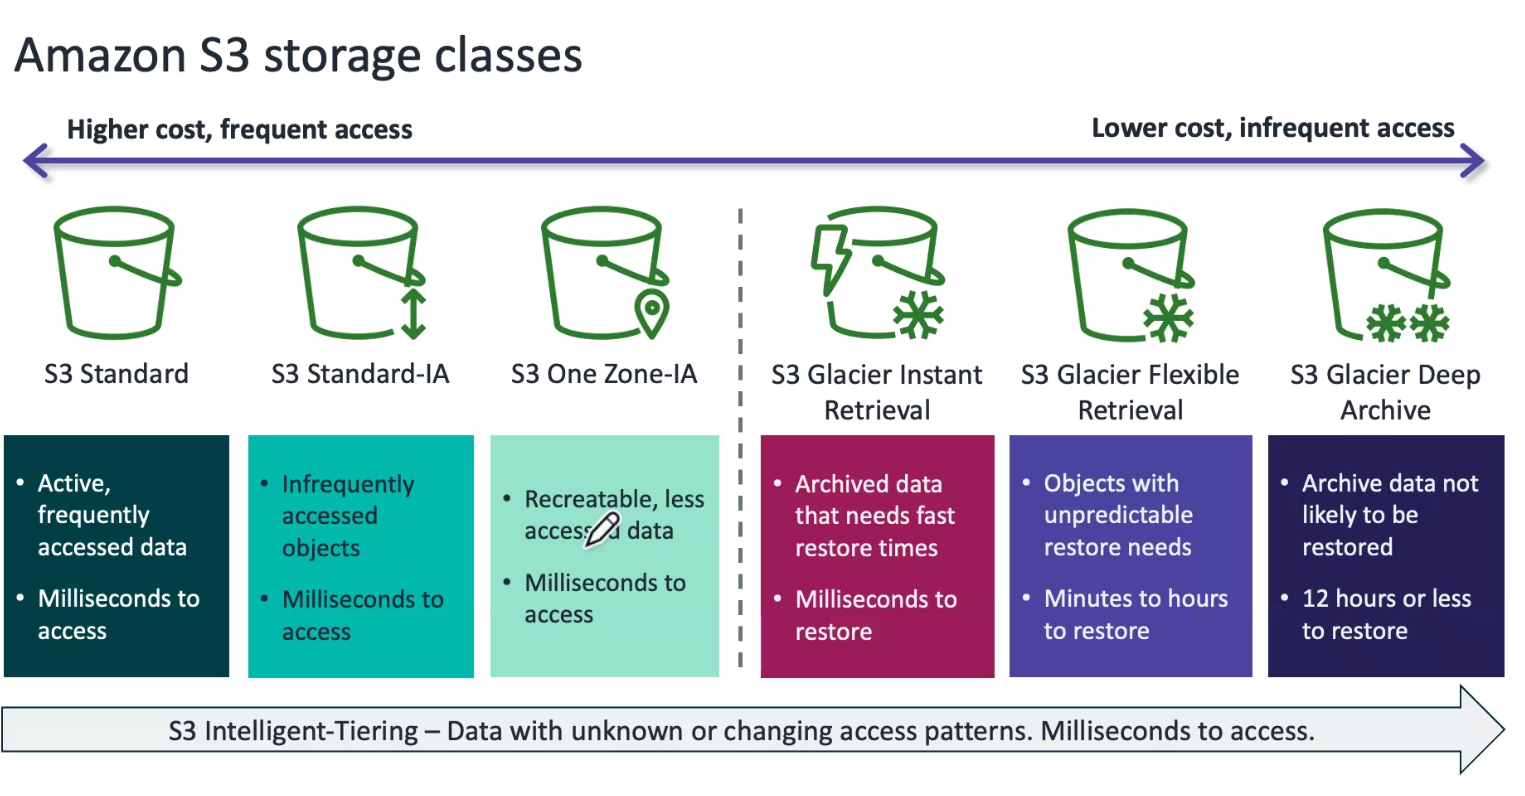 Amazon S3 storage classes
Higher cost, frequent access
Lower cost, infrequent access
S3 Standard
• Active,
frequently
accessed data
• Milliseconds to
access
S3 Standard-IA
• Infrequently
accessed
objects
• Milliseconds to
access
S3 One Zone-IA
• Recreatable, less
accessed data
• Milliseconds to
access
S3 Glacier Instant
Retrieval
• Archived data
that needs fast
restore times
• Milliseconds to
restore
S3 Glacier Flexible
Retrieval
• Objects with
unpredictable
restore needs
• Minutes to hours
to restore
S3 Glacier Deep
Archive
• Archive data not
likely to be
restored
• 12 hours or less
to restore
S3 Intelligent-Tiering – Data with unknown or changing access patterns. Milliseconds to access.